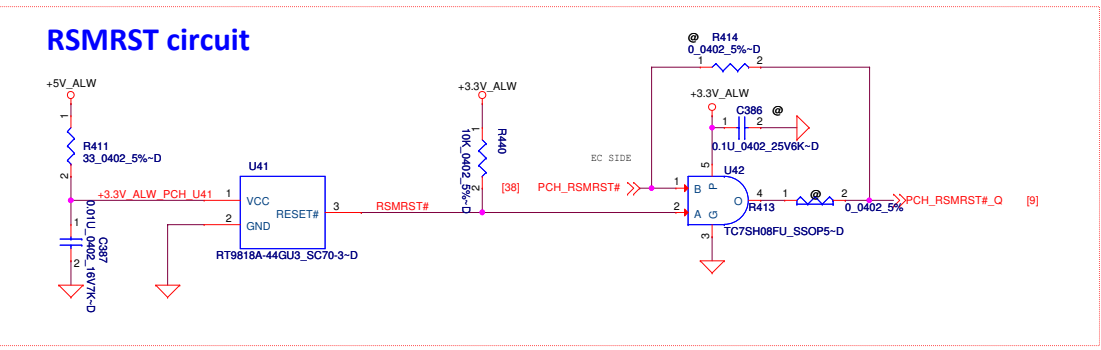 RSMRST circuit
@ R414
0_0402_5%~D
1 2
+5V_ALW
+3.3V_ALW
+3.3V_ALW
C386 @
1 2
0.1U_0402_25V6K~D
1
R411
33_0402_5%~D
2
1
R440
10K_0402_5%~D
2
EC SIDE
U41
+3.3V_ALW_PCH_U41
1 VCC
RESET# 3
2 GND
RSMRST#
RT9818A-44GU3_SC70-3~D
[38] PCH_RSMRST#
5
U42
1 B P
O 4
2 A G
3
TC7SH08FU_SSOP5~D
1 @ 2
R413 0_0402_5%
PCH_RSMRST#_Q [9]
1
C387
0.01U_0402_16V7K~D
2